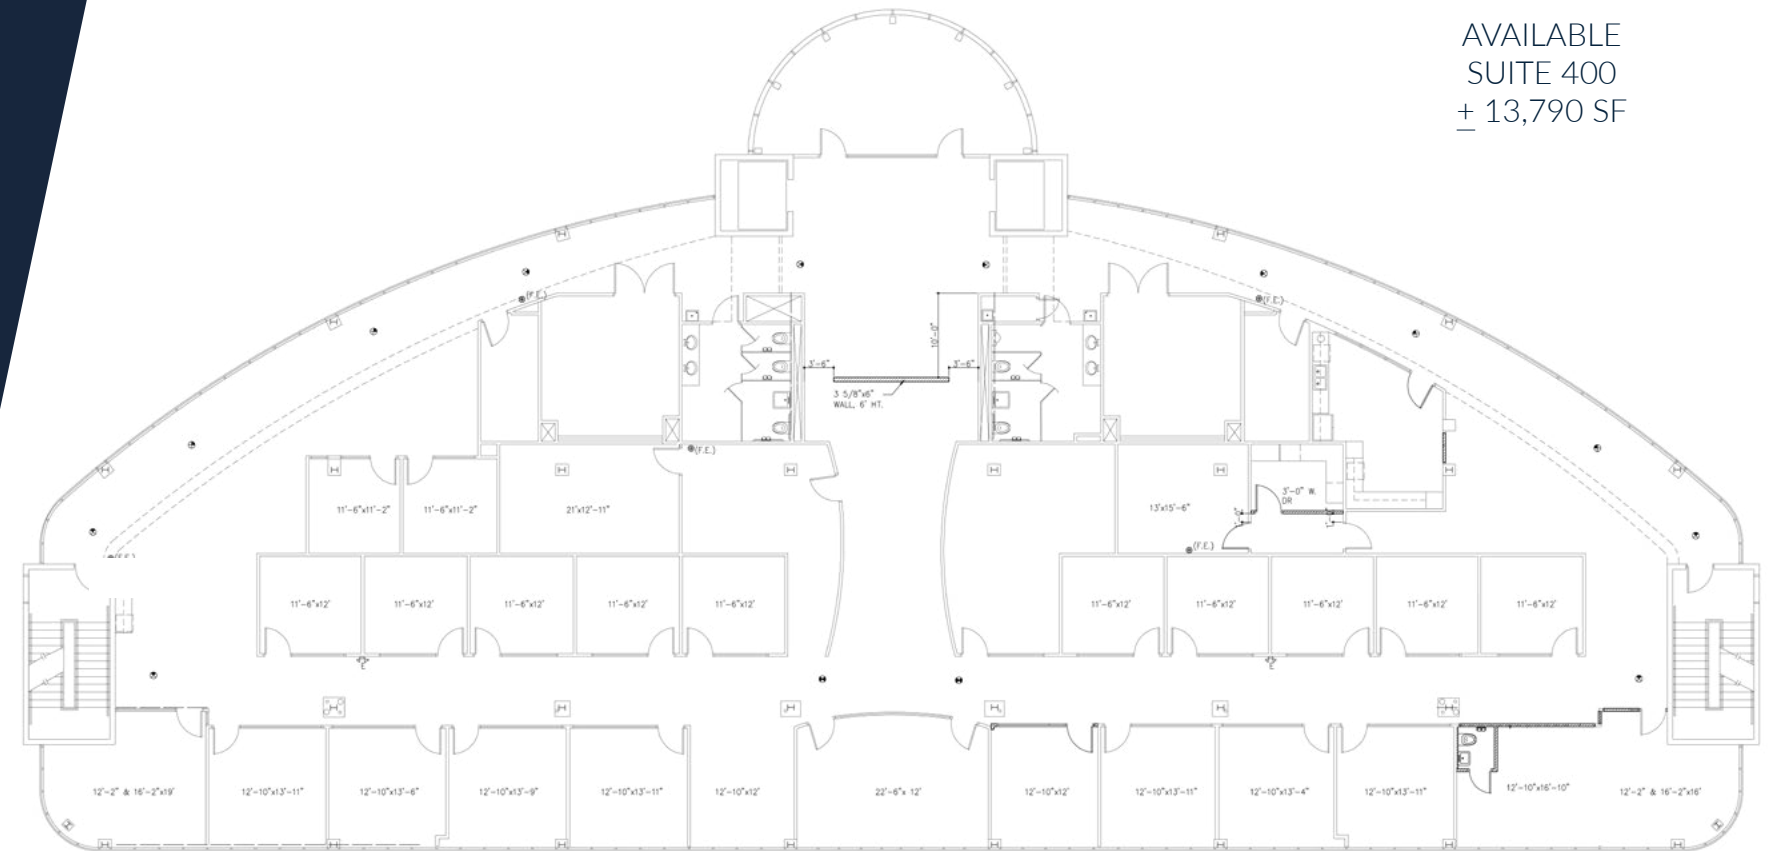 AVAILABLE
SUITE 400
+ 13,790 SF
(F.E.)
(F.E.)
10'-0"
3'-6"
3'-6"
3 5/8"x6"
WALL, 6' HT.
(F.E.)
11'-6"x11'-2"
11'-6"x11'-2"
21'x12'-11"
13'x15'-6"
3'-0" W.
DR
(F.E.)
(F.E.)
11'-6"x12'
11'-6"x12'
11'-6"x12'
11'-6"x12'
11'-6"x12'
11'-6"x12'
11'-6"x12'
11'-6"x12'
11'-6"x12'
11'-6"x12'
E
E
12'-2" & 16'-2"x19'
12'-10"x13'-11"
12'-10"x13'-6"
12'-10"x13'-9"
12'-10"x13'-11"
12'-10"x12'
22'-6"x 12'
12'-10"x12'
12'-10"x13'-11"
12'-10"x13'-4"
12'-10"x13'-11"
12'-10"x16'-10"
12'-2" & 16'-2"x16'